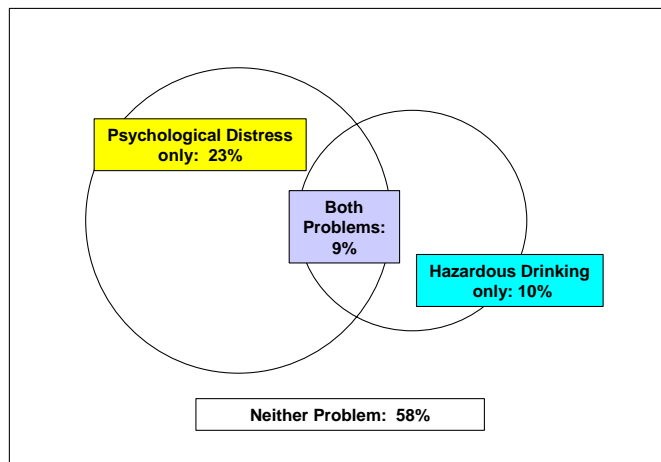 Psychological Distress
only: 23%
Both
Problems:
9%
Hazardous Drinking
only: 10%
Neither Problem: 58%